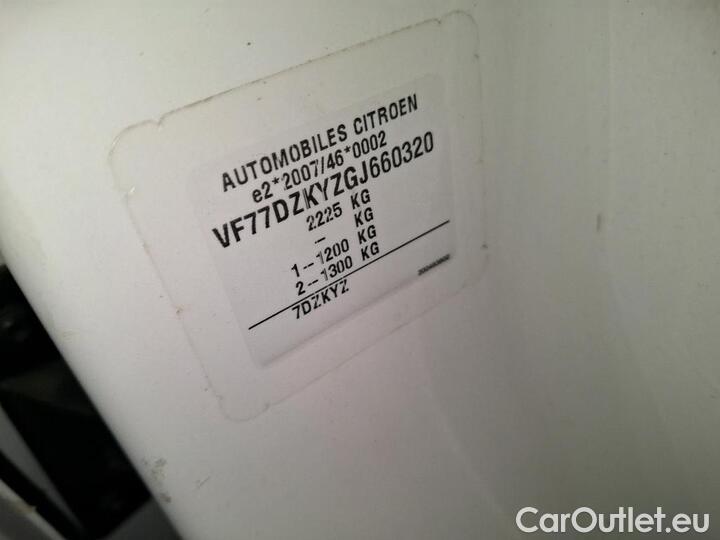 AUTOMOBILES CITROEN
e2*2007/46*0002
VF77DZKYZGJ660320
2225 KG
– KG
1–1200 KG
2–1300 KG
7DZKYZ
CarOutlet.eu